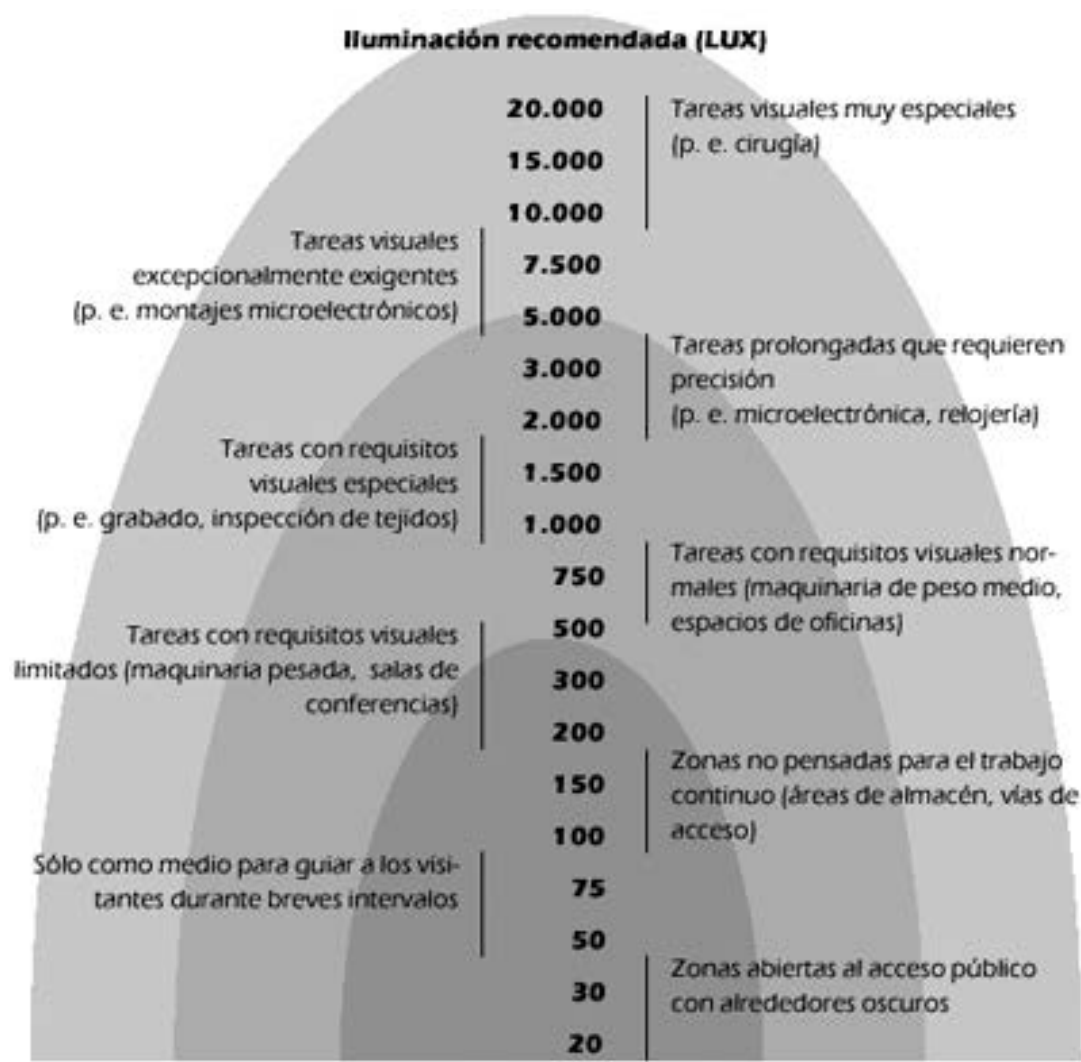 Iluminación recomendada (LUX)
20.000
Tareas visuales muy especiales
(p. e. cirugía)
15.000
10.000
Tareas visuales
excepcionalmente exigentes
(p. e. montajes microelectrónicos)
7.500
5.000
Tareas prolongadas que requieren
precisión
(p. e. microelectrónica, relojería)
3.000
2.000
Tareas con requisitos
visuales especiales
(p. e. grabado, inspección de tejidos)
1.500
1.000
Tareas con requisitos visuales nor-
males (maquinaria de peso medio,
espacios de oficinas)
750
500
Tareas con requisitos visuales
limitados (maquinaria pesada, salas de
conferencias)
300
200
Zonas no pensadas para el trabajo
continuo (áreas de almacén, vías de
acceso)
150
100
Sólo como medio para guiar a los visi-
tantes durante breves intervalos
75
50
Zonas abiertas al acceso público
con alrededores oscuros
30
20